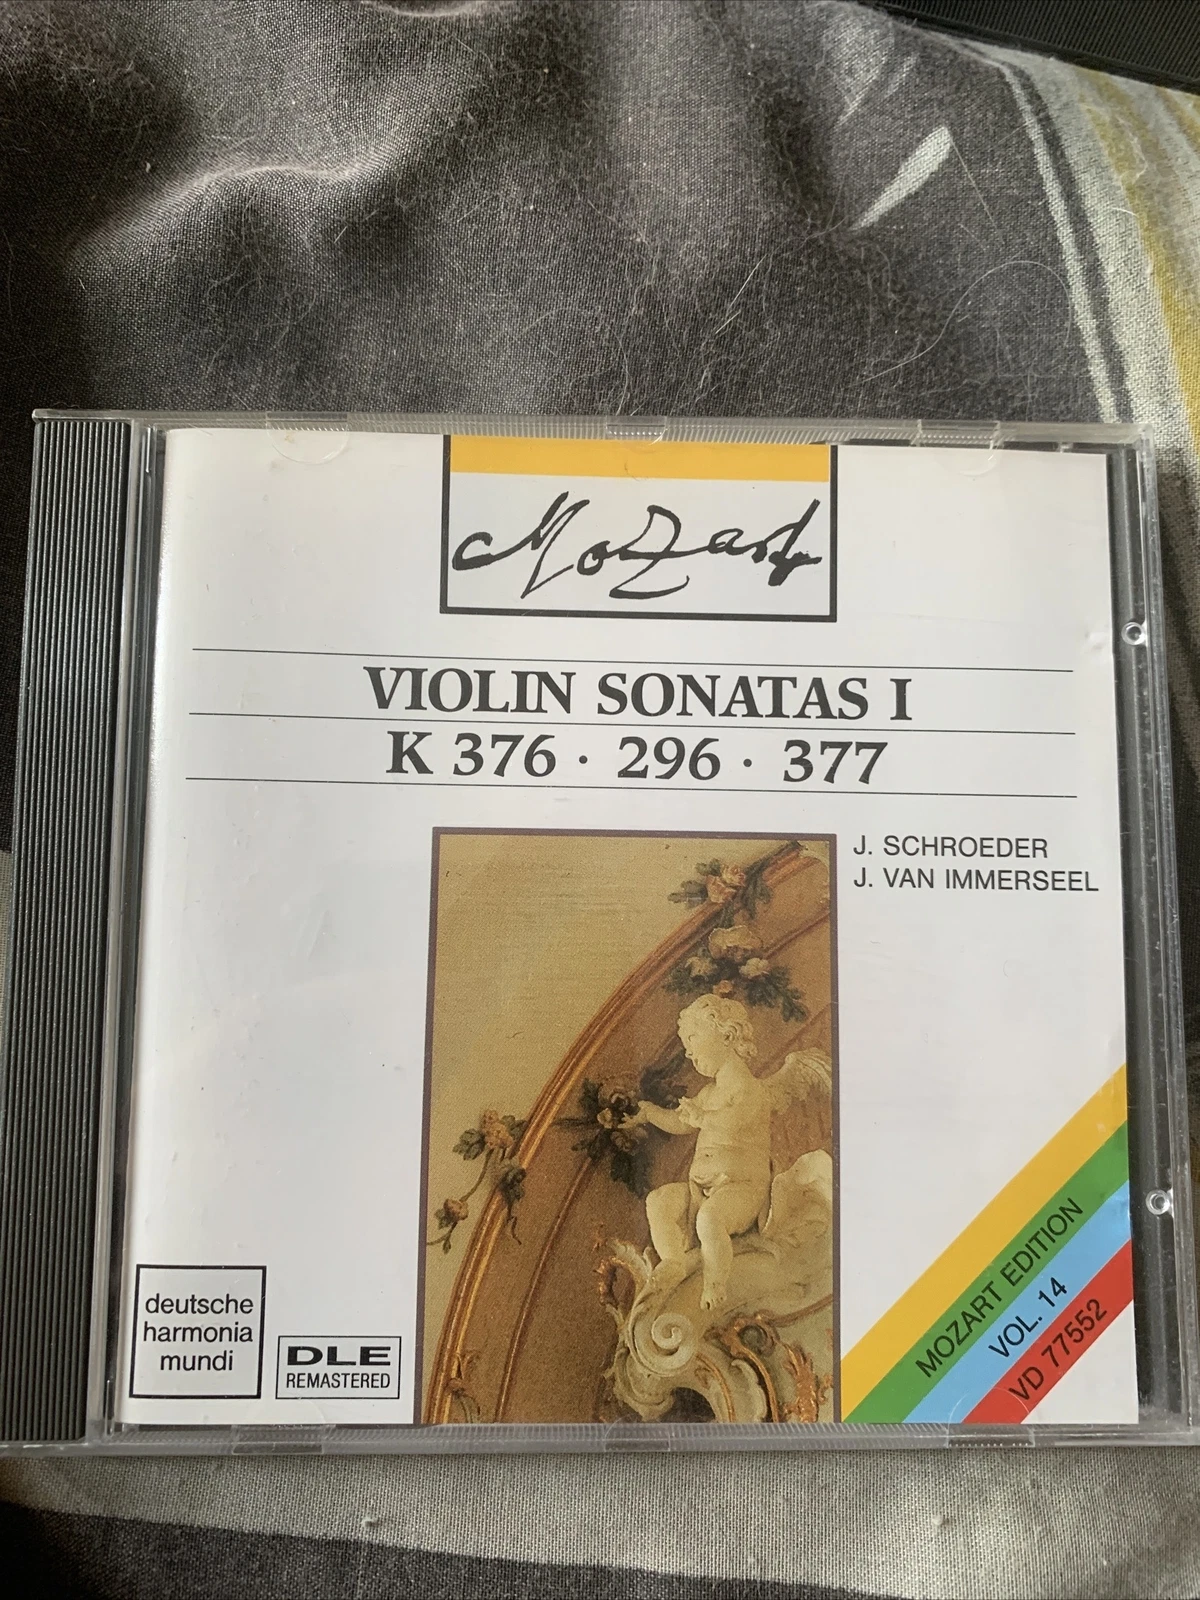 Mozart
VIOLIN SONATAS I
K 376 · 296 · 377
J. SCHROEDER
J. VAN IMMERSEEL
MOZART EDITION
VOL. 14
VD 77552
deutsche
harmonia
mundi
DLE
REMASTERED